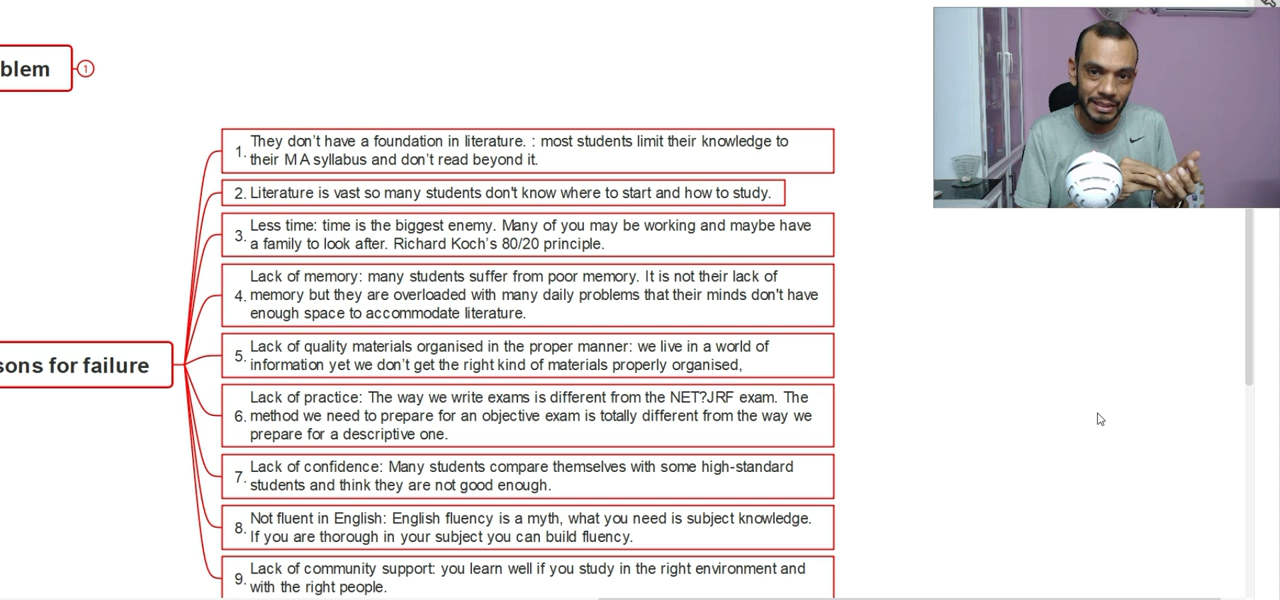 blem
1
They don't have a foundation in literature. : most students limit their knowledge to
1. their M A syllabus and don't read beyond it.
2. Literature is vast so many students don't know where to start and how to study.
Less time: time is the biggest enemy. Many of you may be working and maybe have
3. a family to look after. Richard Koch's 80/20 principle.
Lack of memory: many students suffer from poor memory. It is not their lack of
4. memory but they are overloaded with many daily problems that their minds don't have
enough space to accommodate literature.
sons for failure
Lack of quality materials organised in the proper manner: we live in a world of
5. information yet we don't get the right kind of materials properly organised,
Lack of practice: The way we write exams is different from the NET?JRF exam. The
6. method we need to prepare for an objective exam is totally different from the way we
prepare for a descriptive one.
Lack of confidence: Many students compare themselves with some high-standard
7. students and think they are not good enough.
Not fluent in English: English fluency is a myth, what you need is subject knowledge.
8. If you are thorough in your subject you can build fluency.
Lack of community support: you learn well if you study in the right environment and
9. with the right people.